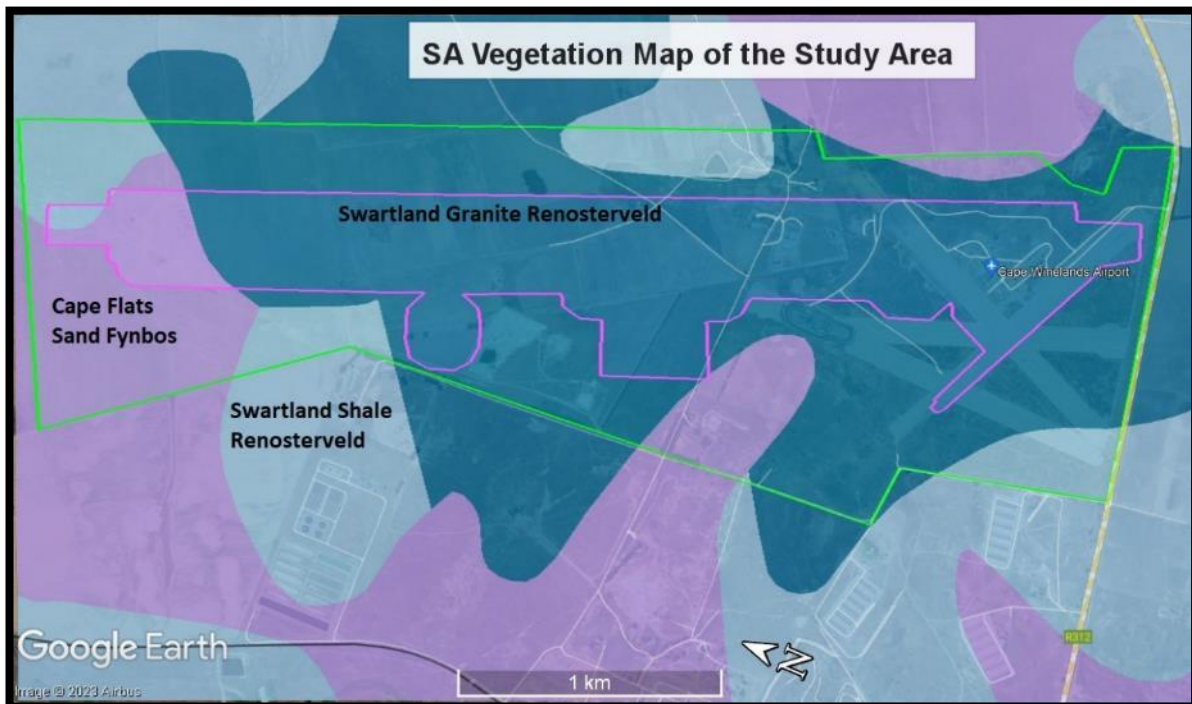 SA Vegetation Map of the Study Area
Swartland Granite Renosterveld
Cape Winelands Airport
Cape Flats
Sand Fynbos
Swartland Shale
Renosterveld
Google Earth
Image © 2023 Airbus
1 km
N
R312